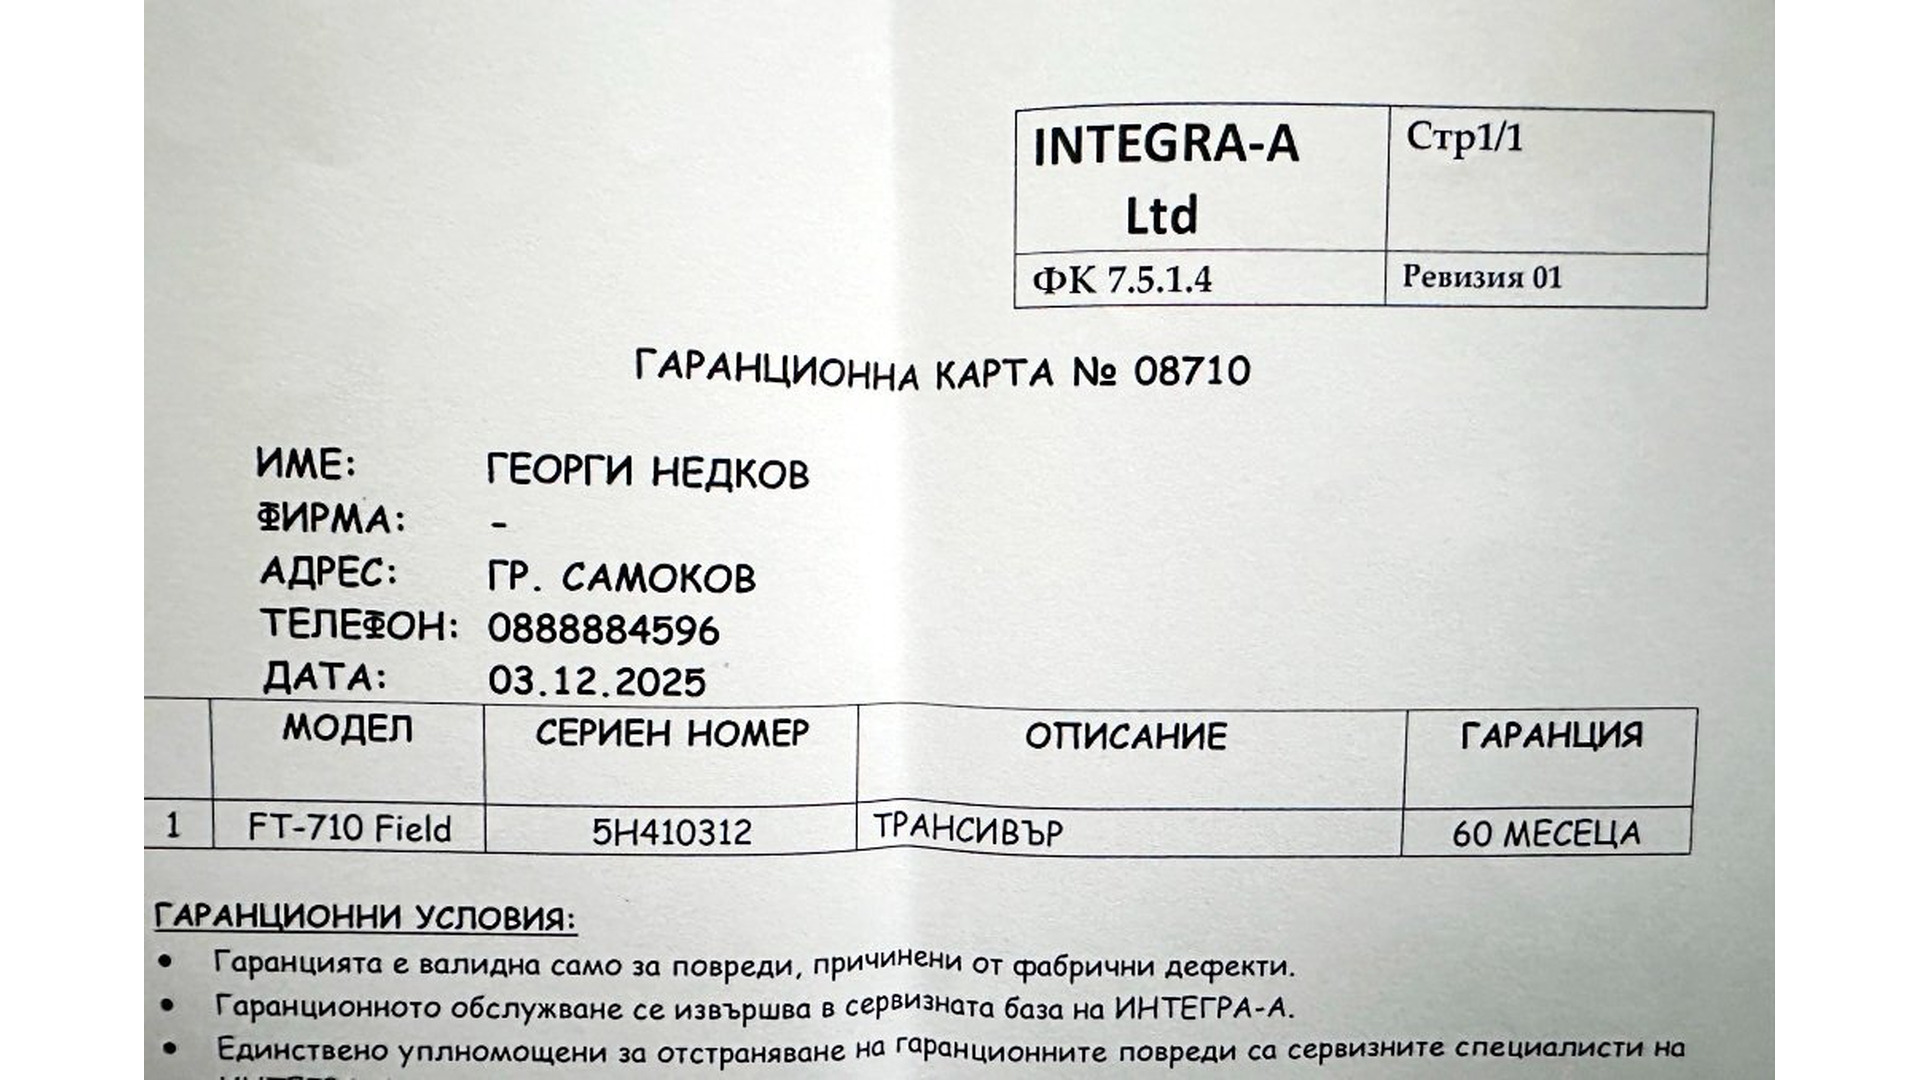 INTEGRA-A
Ltd
Стр1/1
ФК 7.5.1.4
Ревизия 01
ГАРАНЦИОННА КАРТА № 08710
ИМЕ: ГЕОРГИ НЕДКОВ
ФИРМА: -
АДРЕС: ГР. САМОКОВ
ТЕЛЕФОН: 0888884596
ДАТА: 03.12.2025
МОДЕЛ СЕРИЕН НОМЕР ОПИСАНИЕ ГАРАНЦИЯ
1 FT-710 Field 5H410312 ТРАНСИВЪР 60 МЕСЕЦА
ГАРАНЦИОННИ УСЛОВИЯ:
• Гаранцията е валидна само за повреди, причинени от фабрични дефекти.
• Гаранционното обслужване се извършва в сервизната база на ИНТЕГРА-А.
• Единствено уплномощени за отстраняване на гаранционните повреди са сервизните специалисти на